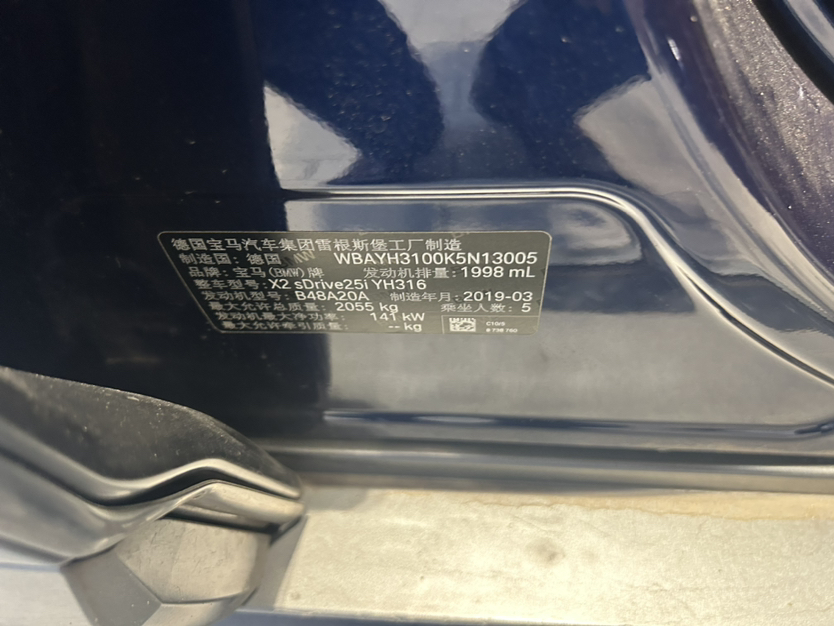 德国宝马汽车集团雷根斯堡工厂制造
制造国：德国 WBAYH3100K5N13005
品牌：宝马(BMW)牌 发动机排量：1998 mL
整车型号：X2 sDrive25i YH316
发动机型号：B48A20A 制造年月：2019-03
最大允许总质量：2055 kg 乘坐人数：5
发动机最大净功率：141 kW
最大允许牵引质量：-- kg